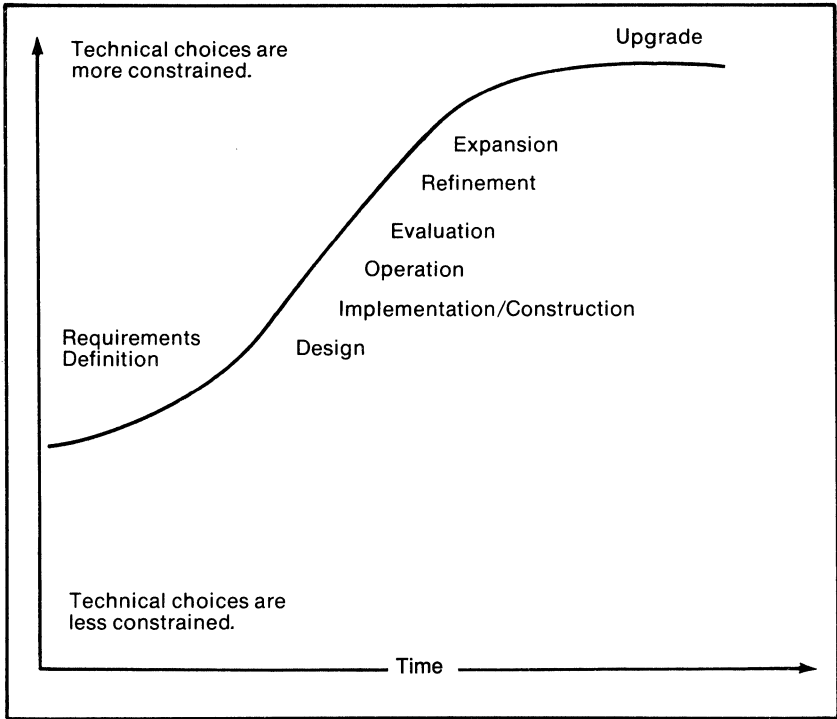 Upgrade
Technical choices are
more constrained.
Expansion
Refinement
Evaluation
Operation
Implementation/Construction
Requirements
Definition
Design
Technical choices are
less constrained.
Time